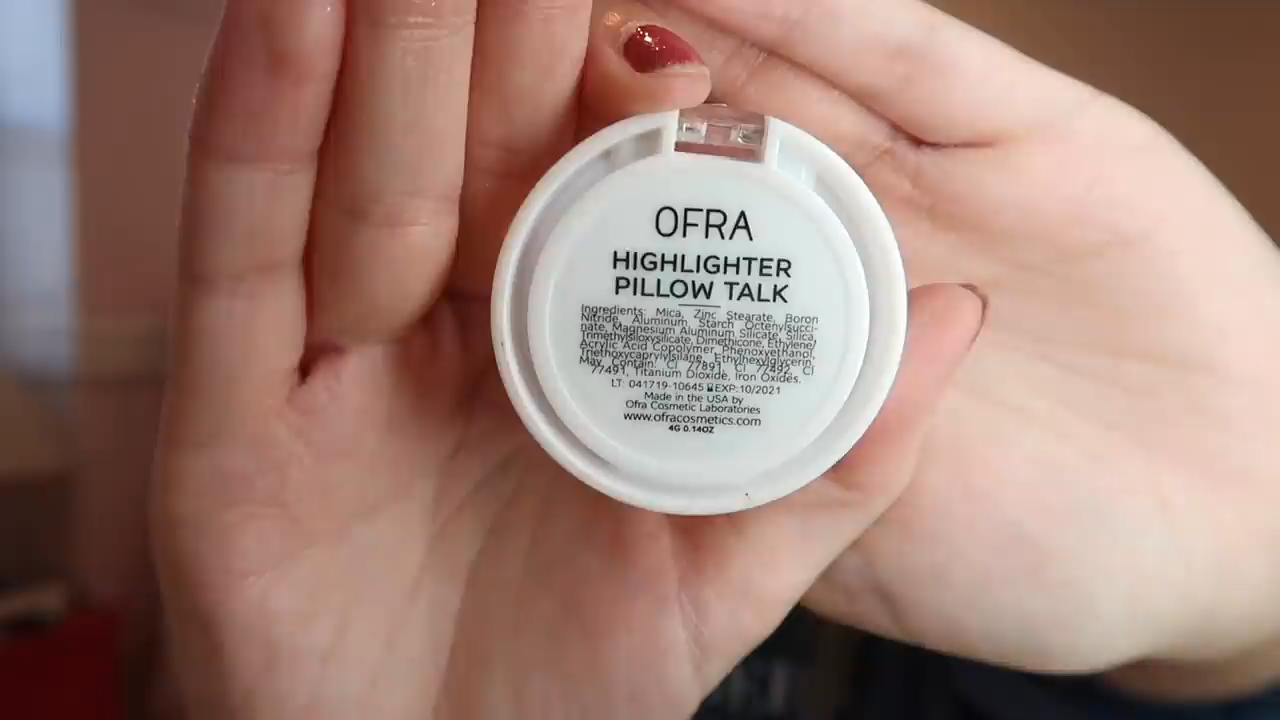 OFRA
HIGHLIGHTER
PILLOW TALK
Ingredients: Mica, Zinc Stearate, Boron
Nitride, Aluminum Starch Octenylsucci-
nate, Magnesium Aluminum Silicate, Silica,
Trimethylsiloxysilicate, Dimethicone, Ethylene/
Acrylic Acid Copolymer, Phenoxyethanol,
Triethoxycaprylylsilane, Ethylhexylglycerin.
May Contain: CI 77891, CI 77492, CI
77491, Titanium Dioxide, Iron Oxides.
LT: 041719-10645 EXP:10/2021
Made in the USA by
Ofra Cosmetic Laboratories
www.ofracosmetics.com
4G 0.14OZ